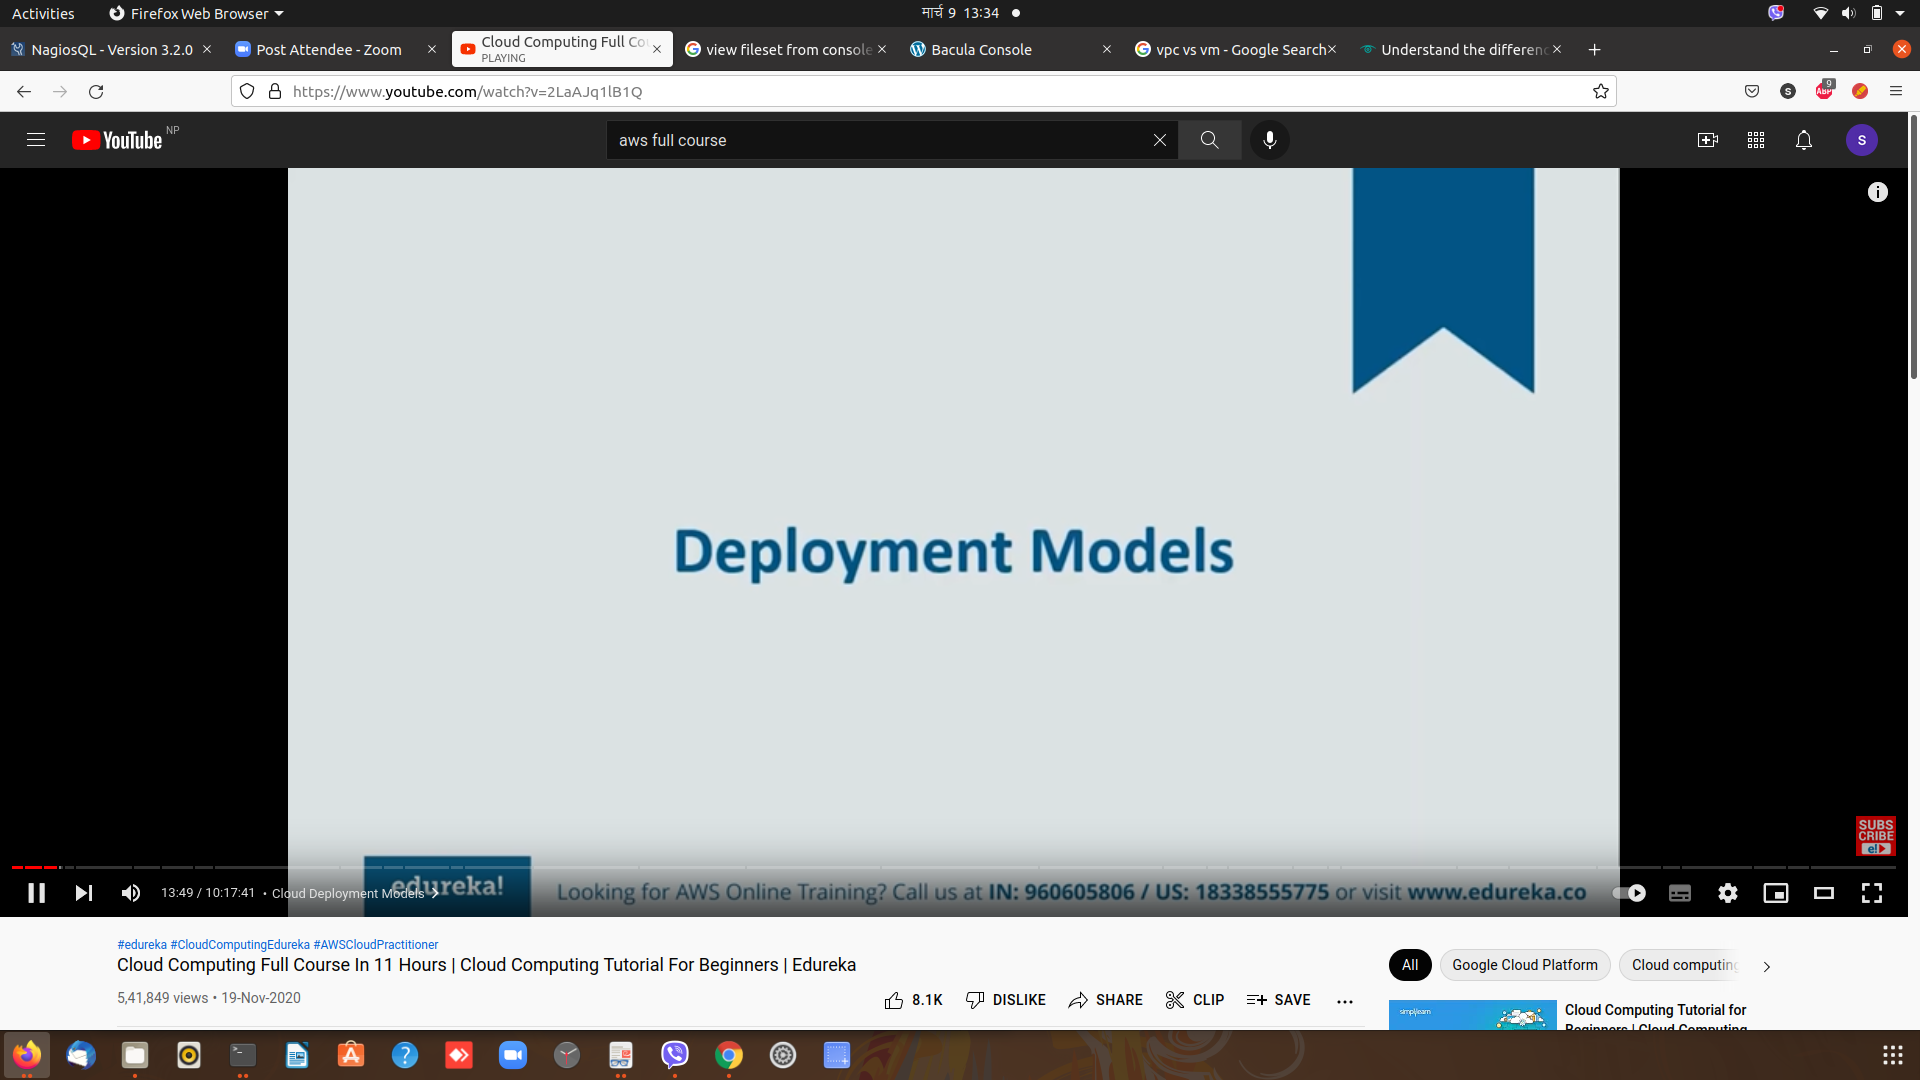 Activities
Firefox Web Browser
मार्च 9 13:34
NagiosQL - Version 3.2.0
Post Attendee - Zoom
Cloud Computing Full Co
PLAYING
view fileset from console
Bacula Console
vpc vs vm - Google Search
Understand the differenc
https://www.youtube.com/watch?v=2LaAJq1lB1Q
S
ABP
9
YouTube NP
aws full course
S
Deployment Models
SUBS
CRIBE
e!
edureka!
Looking for AWS Online Training? Call us at IN: 960605806 / US: 18338555775 or visit www.edureka.co
13:49 / 10:17:41 • Cloud Deployment Models
#edureka #CloudComputingEdureka #AWSCloudPractitioner
Cloud Computing Full Course In 11 Hours | Cloud Computing Tutorial For Beginners | Edureka
5,41,849 views • 19-Nov-2020
8.1K
DISLIKE
SHARE
CLIP
SAVE
All
Google Cloud Platform
Cloud computing
simplilearn
Cloud Computing Tutorial for
Beginners | Cloud Computing